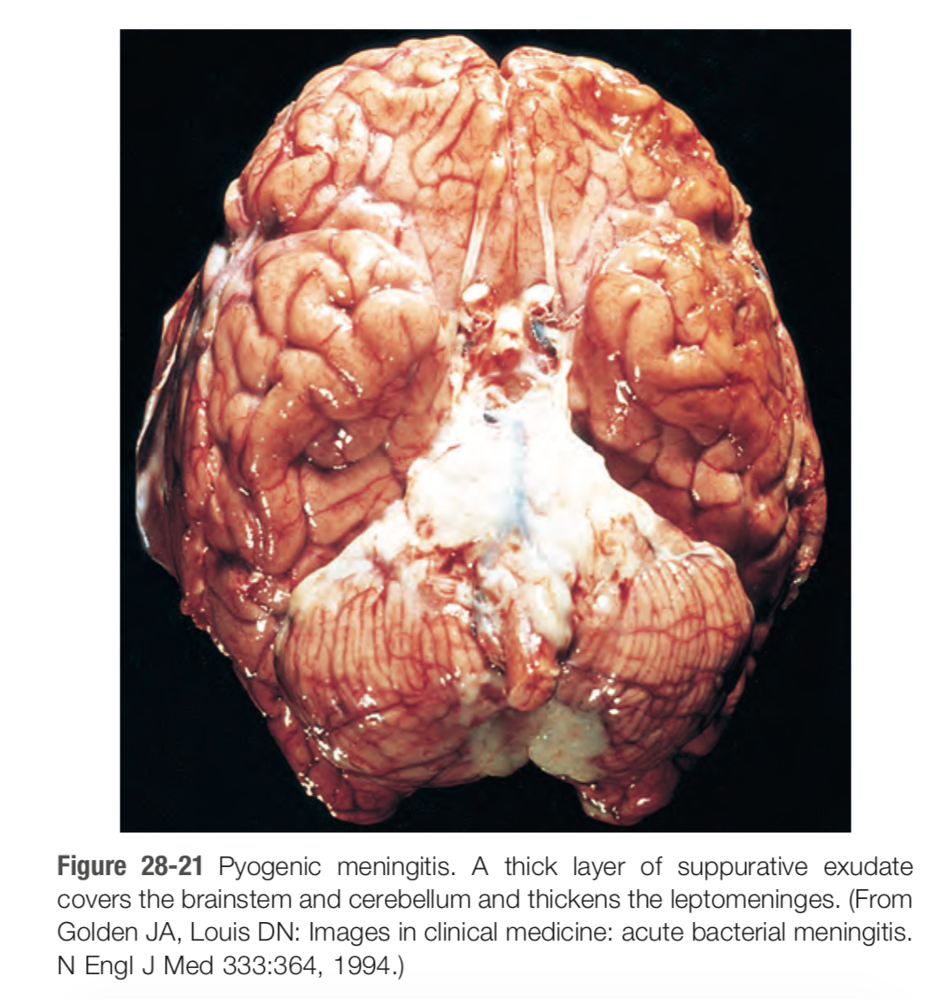 Figure 28-21 Pyogenic meningitis. A thick layer of suppurative exudate
covers the brainstem and cerebellum and thickens the leptomeninges. (From
Golden JA, Louis DN: Images in clinical medicine: acute bacterial meningitis.
N Engl J Med 333:364, 1994.)